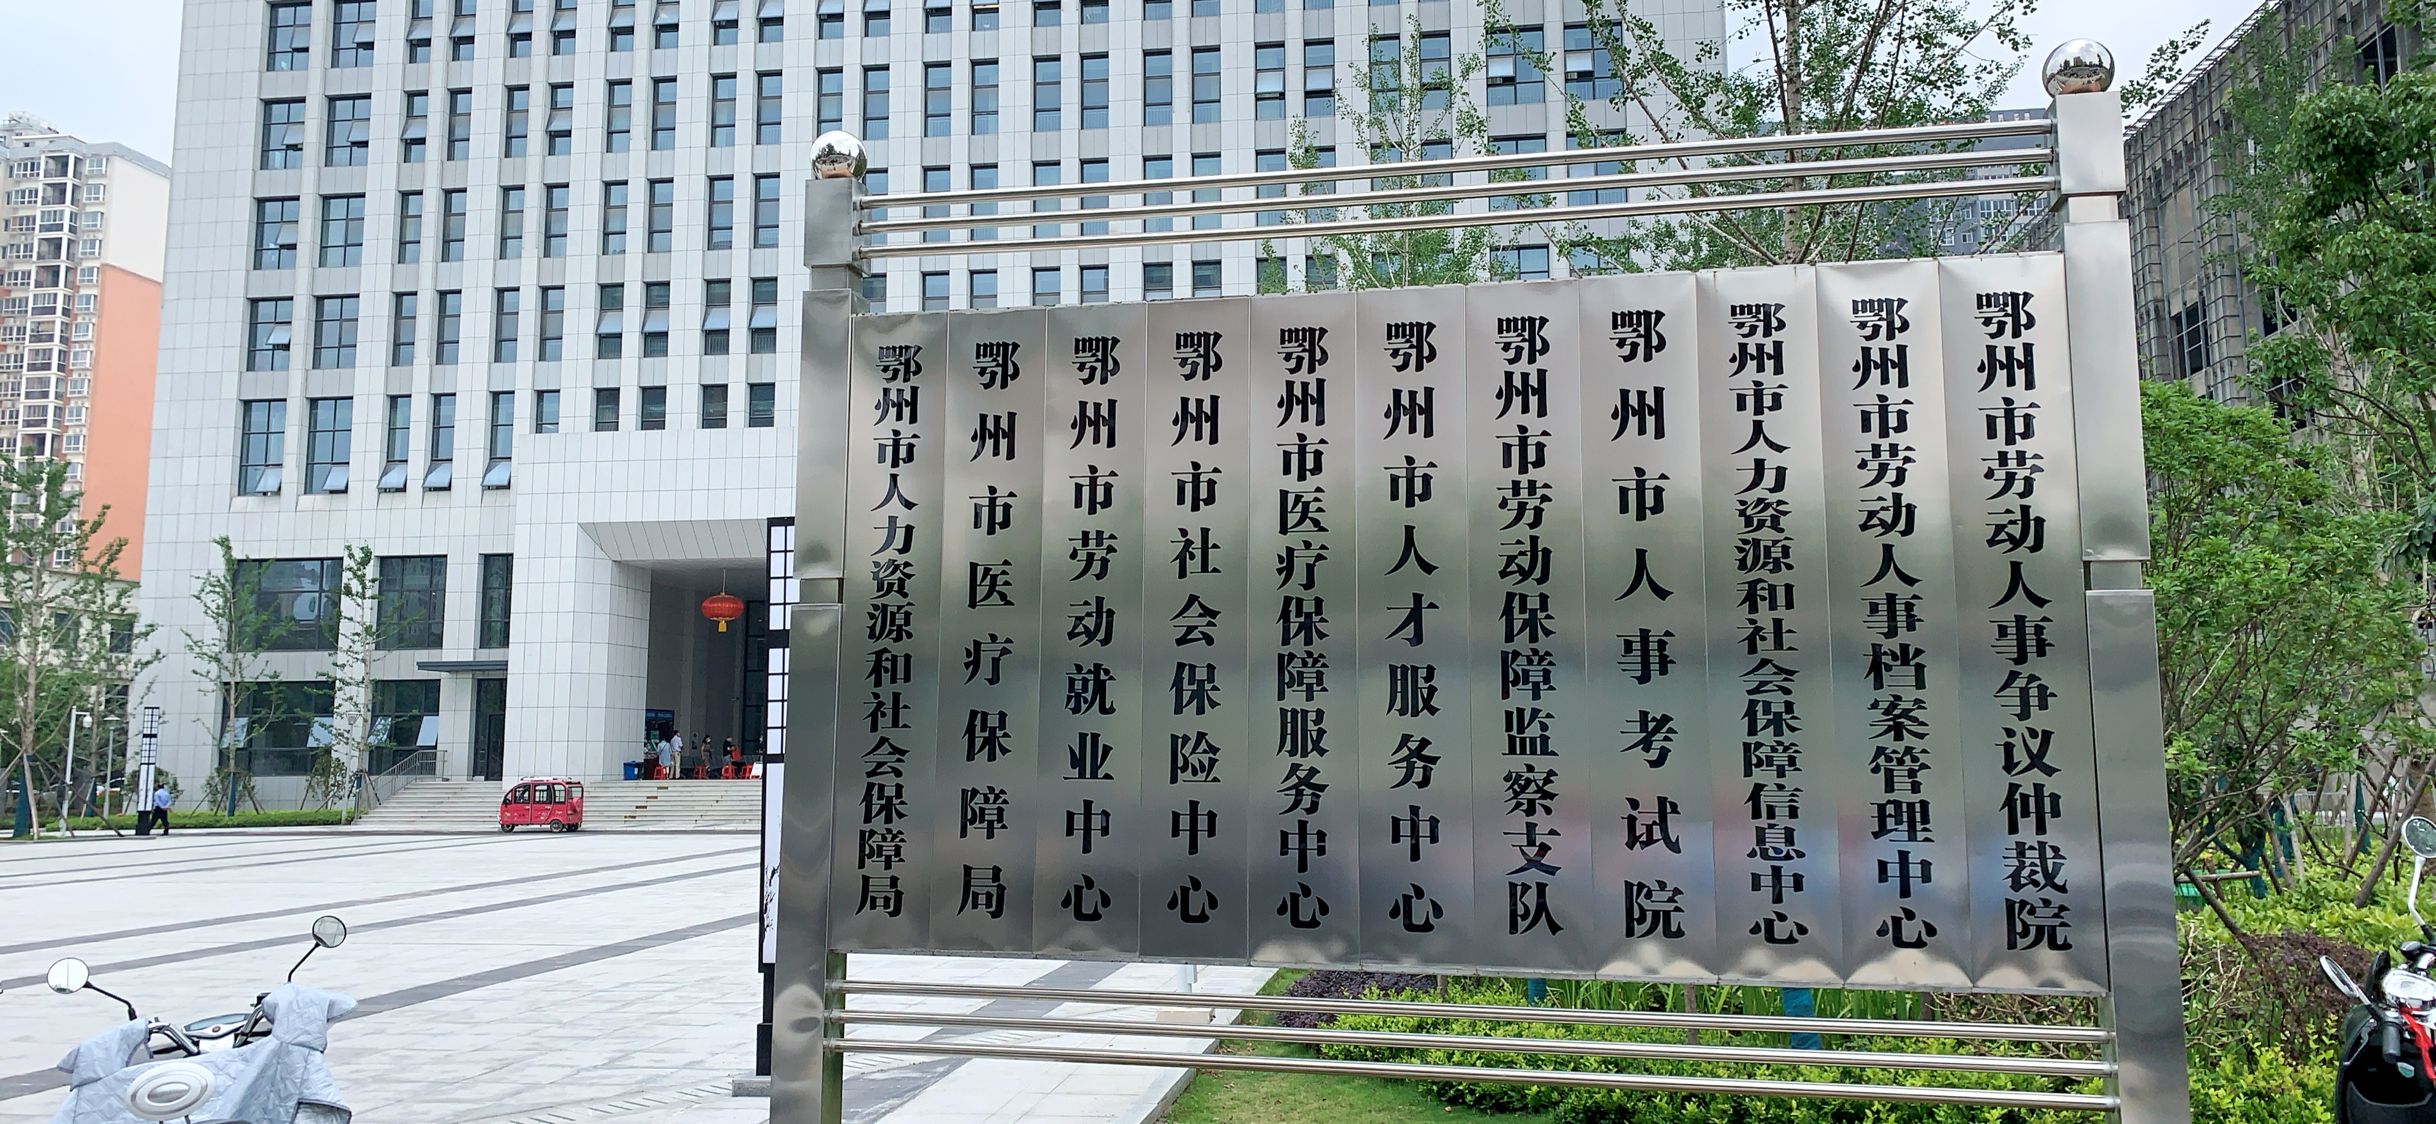 鄂州市人力资源和社会保障局
鄂州市医疗保障局
鄂州市劳动就业中心
鄂州市社会保险中心
鄂州市医疗保障服务中心
鄂州市人才服务中心
鄂州市劳动保障监察支队
鄂州市人事考试院
鄂州市人力资源和社会保障信息中心
鄂州市劳动人事档案管理中心
鄂州市劳动人事争议仲裁院